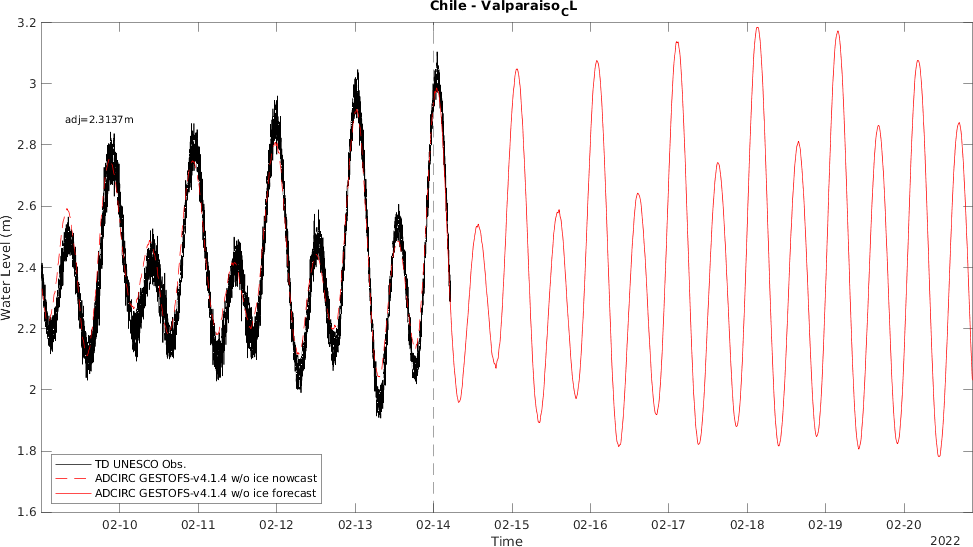 Chile - Valparaiso_CL
3.2
3
2.8
2.6
2.4
2.2
2
1.8
1.6
Water Level (m)
adj=2.3137m
TD UNESCO Obs.
ADCIRC GESTOFS-v4.1.4 w/o ice nowcast
ADCIRC GESTOFS-v4.1.4 w/o ice forecast
02-10 02-11 02-12 02-13 02-14 02-15 02-16 02-17 02-18 02-19 02-20
Time
2022